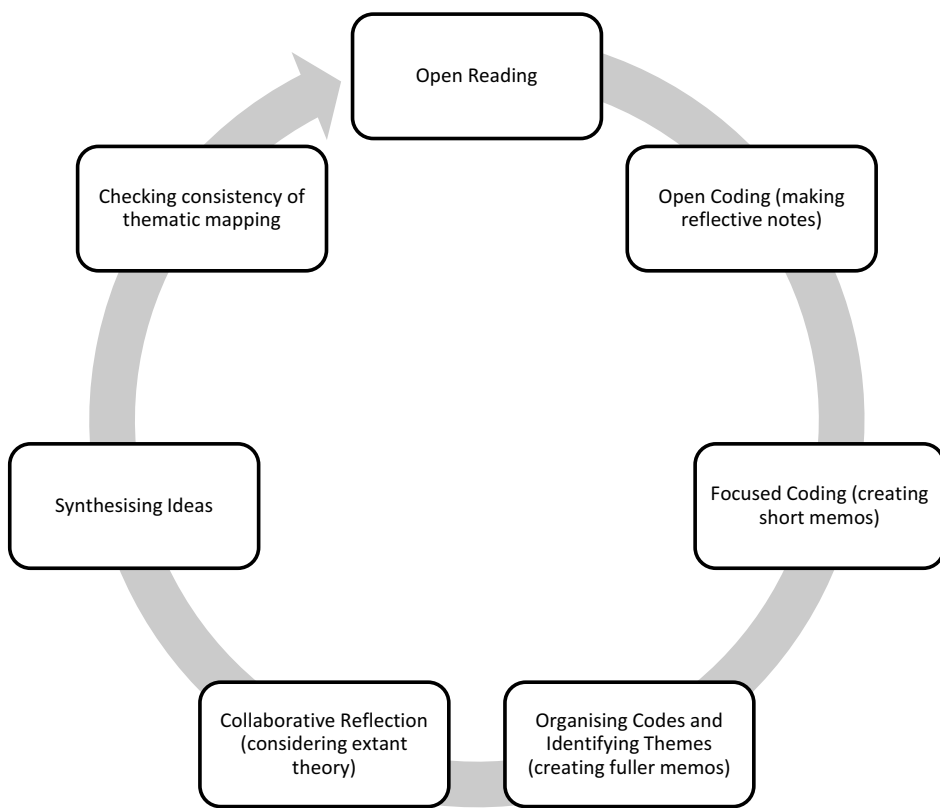 Open Reading
Open Coding (making
reflective notes)
Focused Coding (creating
short memos)
Organising Codes and
Identifying Themes
(creating fuller memos)
Collaborative Reflection
(considering extant
theory)
Synthesising Ideas
Checking consistency of
thematic mapping